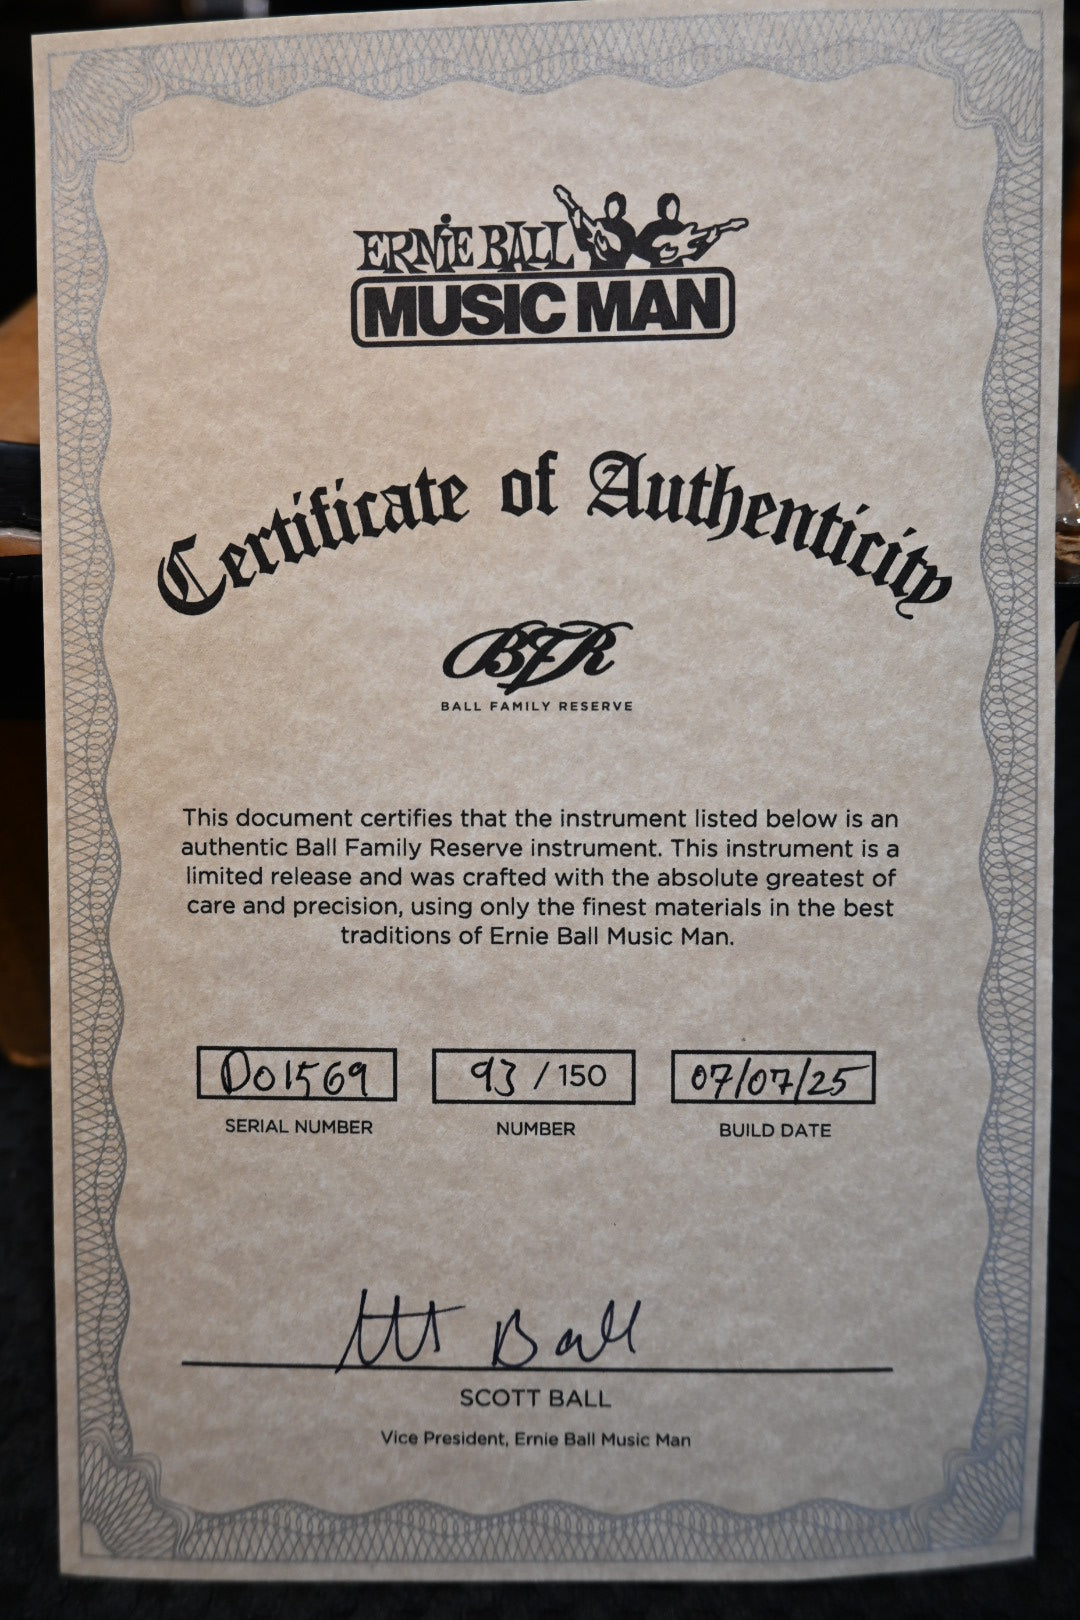 ERNIE BALL
MUSIC MAN
Certificate of Authenticity
BFR
BALL FAMILY RESERVE
This document certifies that the instrument listed below is an
authentic Ball Family Reserve instrument. This instrument is a
limited release and was crafted with the absolute greatest of
care and precision, using only the finest materials in the best
traditions of Ernie Ball Music Man.
D01569 93 / 150 07/07/25
SERIAL NUMBER NUMBER BUILD DATE
Scott Ball
SCOTT BALL
Vice President, Ernie Ball Music Man